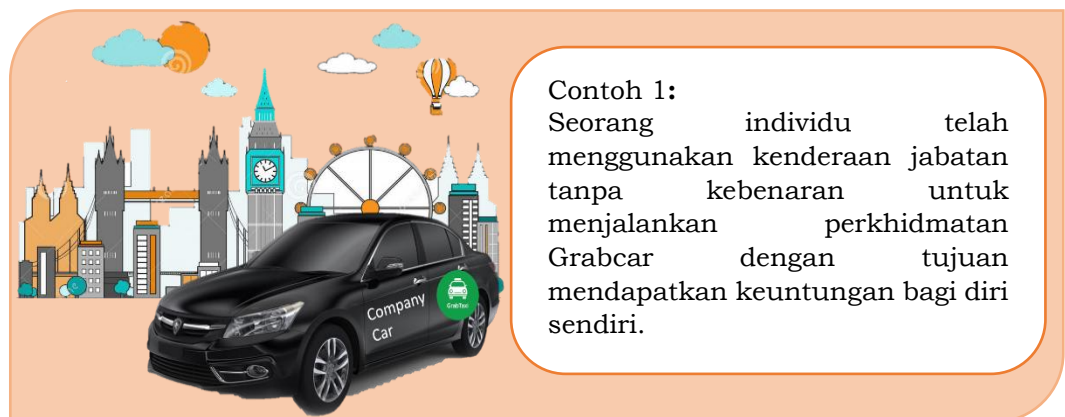 Contoh 1:
Seorang individu telah
menggunakan kenderaan jabatan
tanpa kebenaran untuk
menjalankan perkhidmatan
Grabcar dengan tujuan
mendapatkan keuntungan bagi diri
sendiri.
Company
Car
GrabTaxi